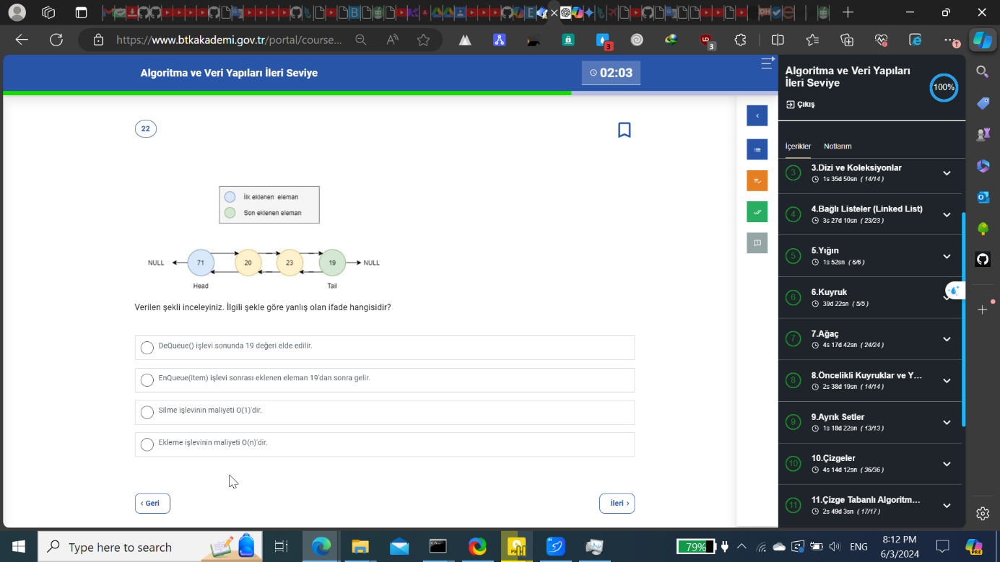 https://www.btkakademi.gov.tr/portal/course...
Algoritma ve Veri Yapıları İleri Seviye
02:03
22
İlk eklenen eleman
Son eklenen eleman
NULL
71
20
23
19
NULL
Head
Tail
Verilen şekli inceleyiniz. İlgili şekle göre yanlış olan ifade hangisidir?
DeQueue() işlevi sonunda 19 değeri elde edilir.
EnQueue(item) işlevi sonrası eklenen eleman 19'dan sonra gelir.
Silme işlevinin maliyeti O(1)'dir.
Ekleme işlevinin maliyeti O(n)'dir.
‹ Geri
İleri ›
Algoritma ve Veri Yapıları
İleri Seviye
100%
Çıkış
İçerikler
Notlarım
3
3.Dizi ve Koleksiyonlar
1s 35d 50sn ( 14/14 )
4
4.Bağlı Listeler (Linked List)
3s 27d 10sn ( 23/23 )
5
5.Yığın
1s 52sn ( 6/6 )
6
6.Kuyruk
39d 22sn ( 5/5 )
7
7.Ağaç
4s 17d 42sn ( 24/24 )
8
8.Öncelikli Kuyruklar ve Y...
2s 38d 19sn ( 14/14 )
9
9.Ayrık Setler
1s 18d 22sn ( 13/13 )
10
10.Çizgeler
4s 14d 12sn ( 36/36 )
11
11.Çizge Tabanlı Algoritm...
2s 49d 3sn ( 17/17 )
Type here to search
79%
ENG
8:12 PM
6/3/2024